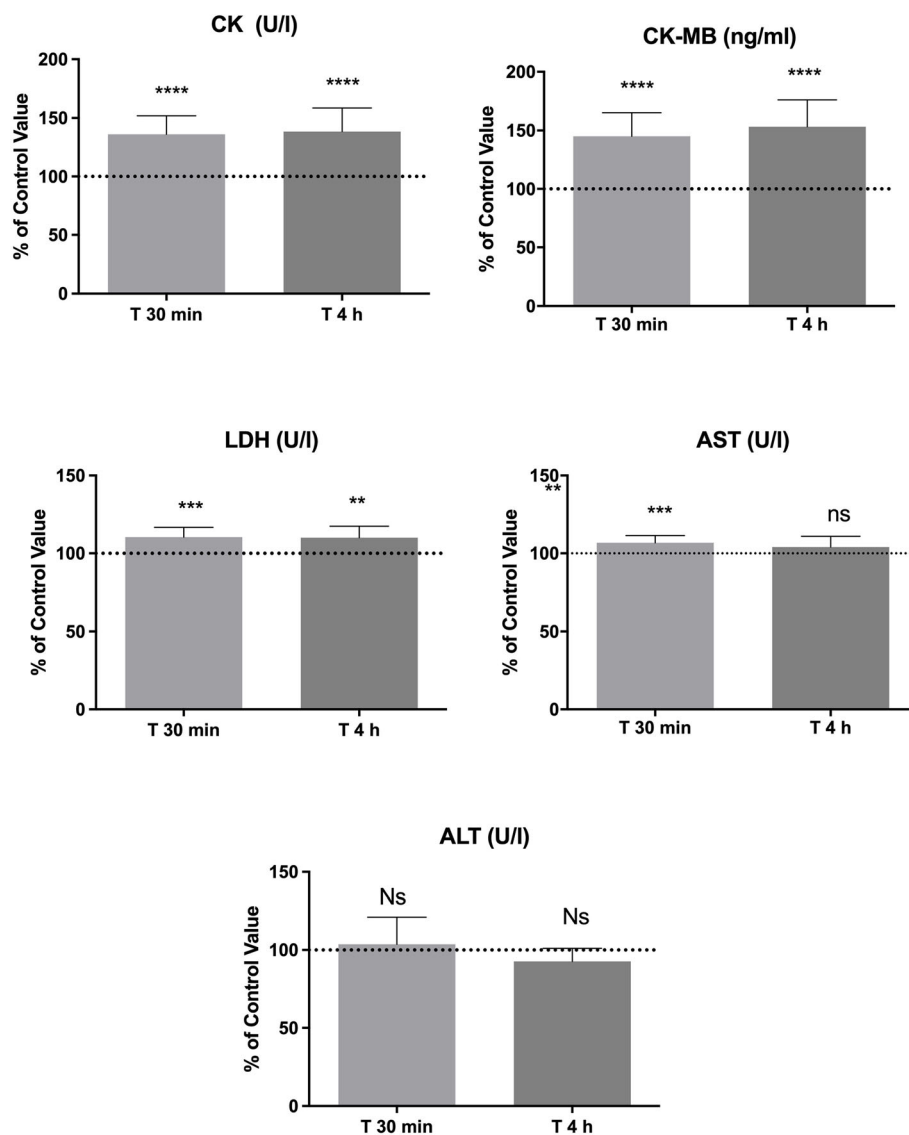 CK (U/l)
% of Control Value
200
150
100
50
0
****
****
T 30 min
T 4 h
CK-MB (ng/ml)
% of Control Value
200
150
100
50
0
****
****
T 30 min
T 4 h
LDH (U/l)
% of Control Value
150
100
50
0
***
**
T 30 min
T 4 h
AST (U/l)
% of Control Value
150
100
50
0
**
***
ns
T 30 min
T 4 h
ALT (U/l)
% of Control Value
150
100
50
0
Ns
Ns
T 30 min
T 4 h